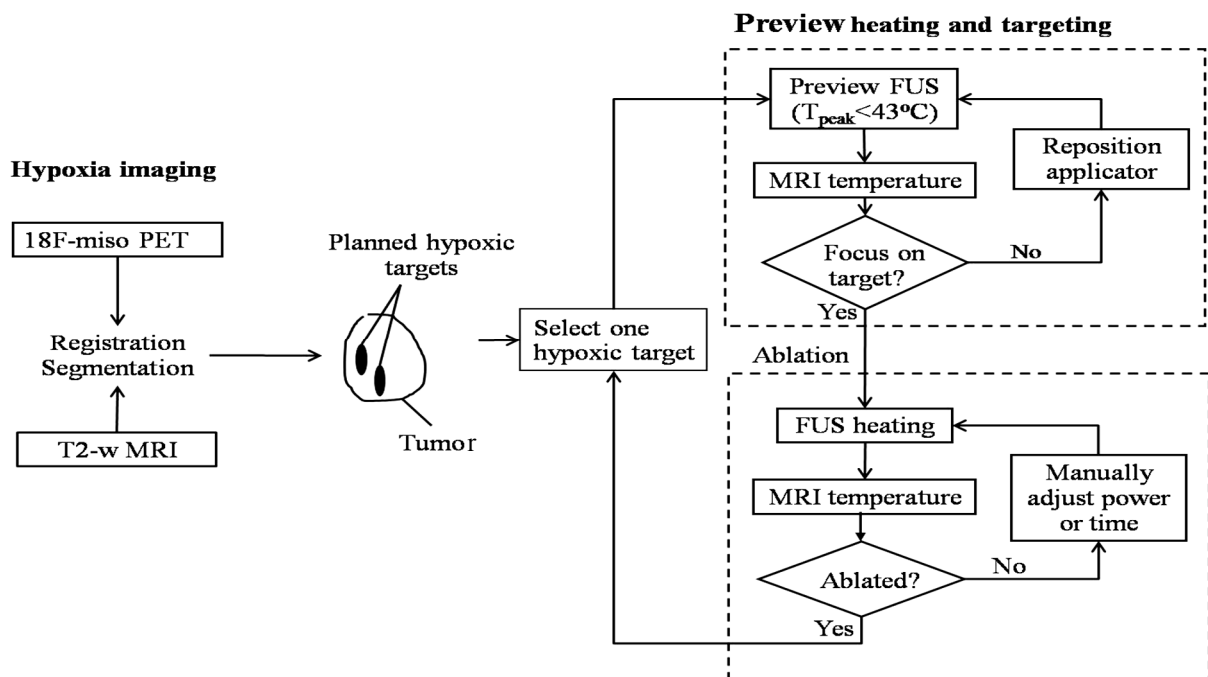 Preview heating and targeting
Preview FUS
(Tpeak<43ºC)
Reposition
applicator
MRI temperature
Focus on
target?
No
Yes
Hypoxia imaging
18F-miso PET
Registration
Segmentation
T2-w MRI
Planned hypoxic
targets
Tumor
Select one
hypoxic target
Ablation
FUS heating
MRI temperature
Manually
adjust power
or time
Ablated?
No
Yes